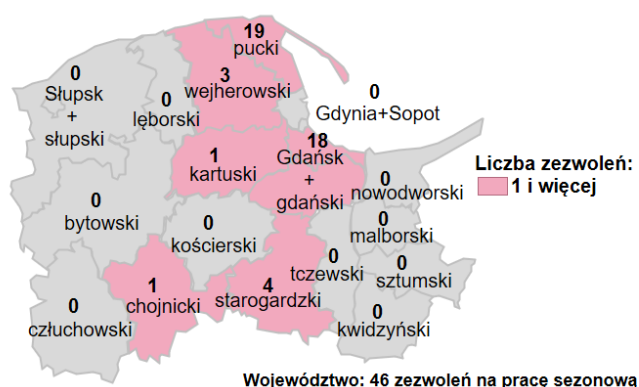 19
pucki
3
wejherowski
0
Słupsk
+
słupski
0
lęborski
0
Gdynia+Sopot
1
kartuski
18
Gdańsk
+
gdański
0
nowodworski
Liczba zezwoleń:
1 i więcej
0
bytowski
0
kościerski
0
malborski
0
tczewski
0
sztumski
1
chojnicki
4
starogardzki
0
człuchowski
0
kwidzyński
Województwo: 46 zezwoleń na pracę sezonową